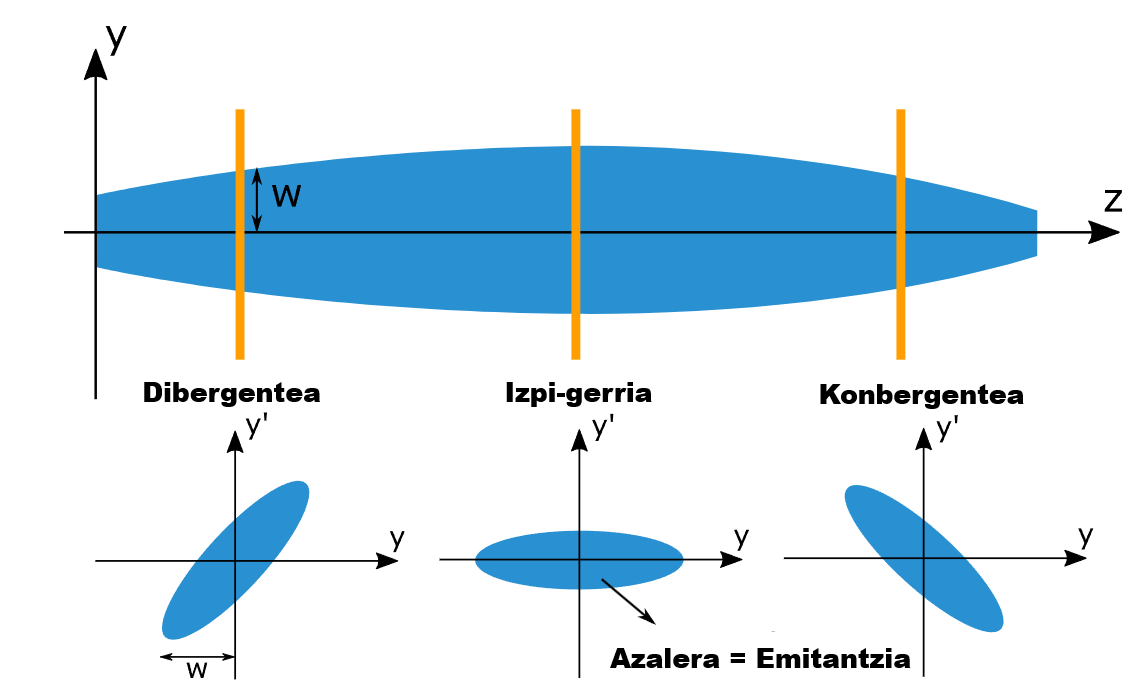 y
w
z
Dibergentea
Izpi-gerria
Konbergentea
y'
y'
y'
y
y
y
w
Azalera = Emitantzia